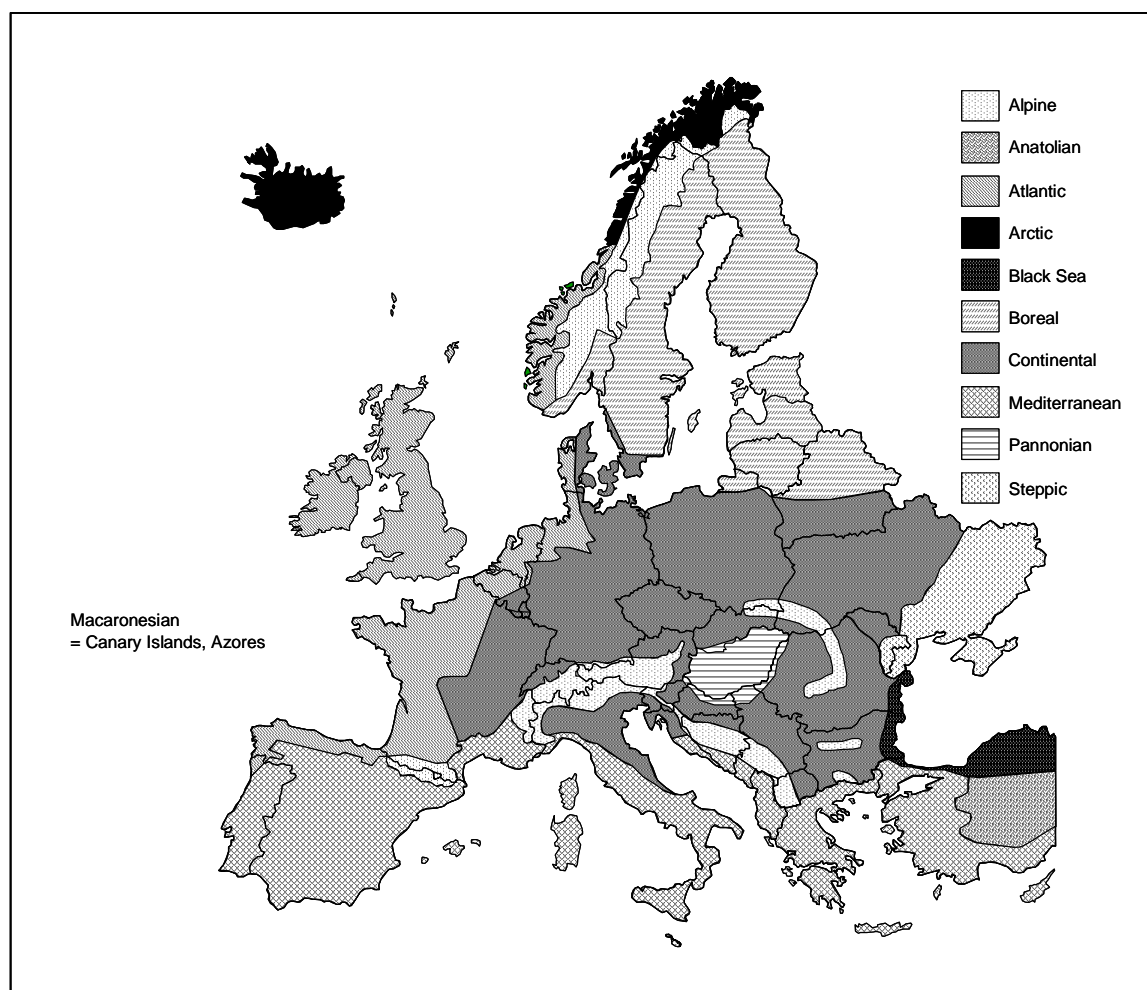 Alpine
Anatolian
Atlantic
Arctic
Black Sea
Boreal
Continental
Mediterranean
Pannonian
Steppic
Macaronesian
= Canary Islands, Azores